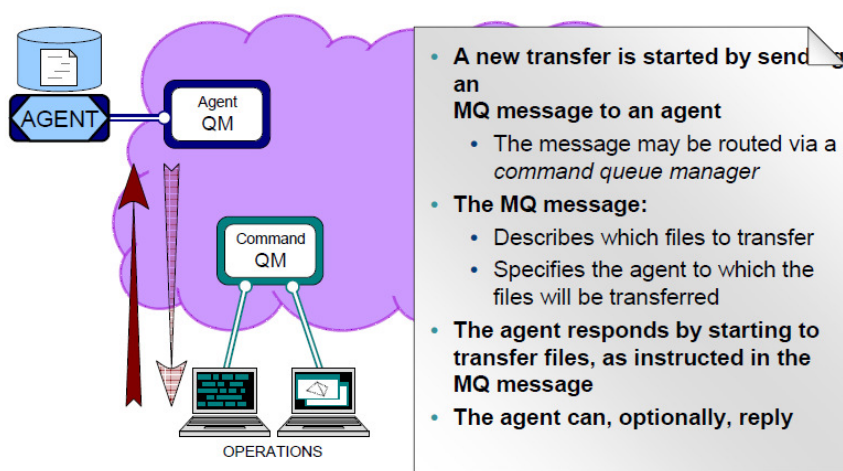 AGENT
Agent
QM
Command
QM
OPERATIONS
• A new transfer is started by
an
MQ message to an agent
• The message may be routed via a
command queue manager
• The MQ message:
• Describes which files to transfer
• Specifies the agent to which the
files will be transferred
• The agent responds by starting to
transfer files, as instructed in the
MQ message
• The agent can, optionally, reply